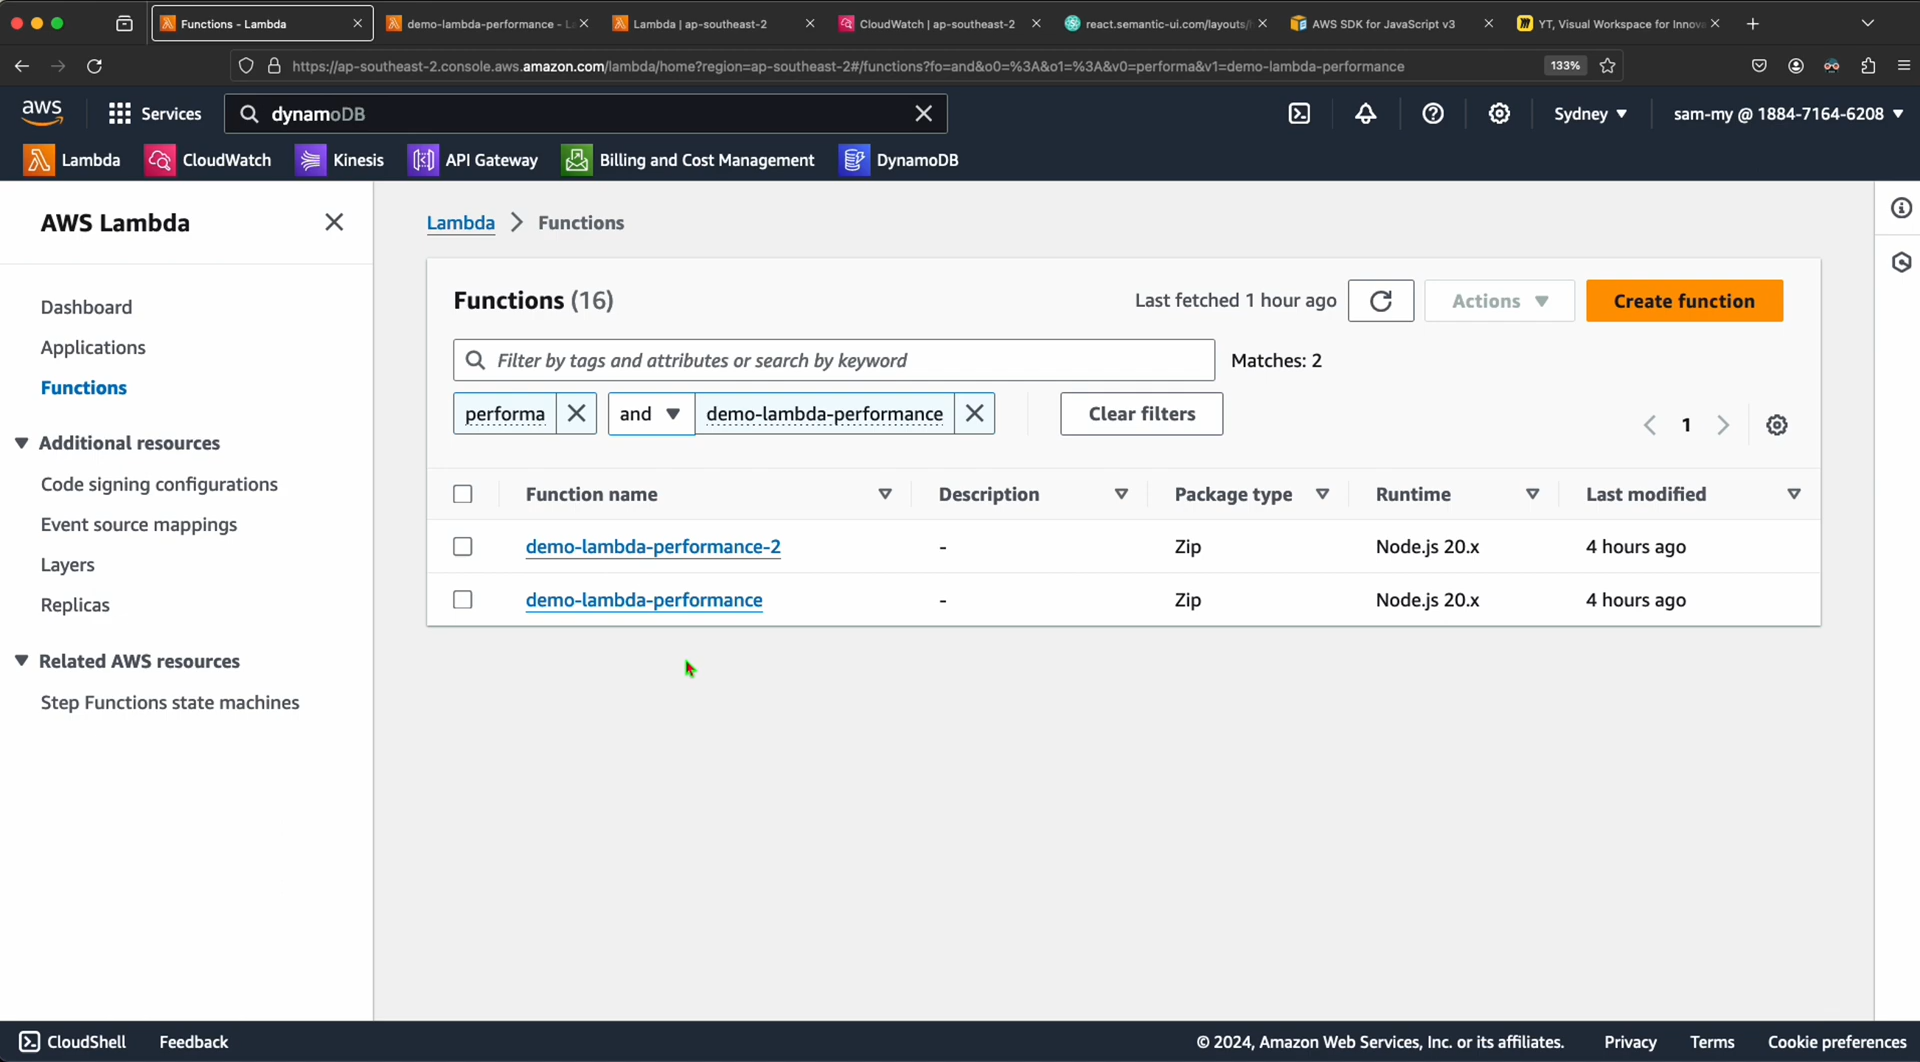 Functions - Lambda
demo-lambda-performance - L
Lambda | ap-southeast-2
CloudWatch | ap-southeast-2
react.semantic-ui.com/layouts/
AWS SDK for JavaScript v3
YT, Visual Workspace for Innova
https://ap-southeast-2.console.aws.amazon.com/lambda/home?region=ap-southeast-2#/functions?fo=and&o0=%3A&o1=%3A&v0=performa&v1=demo-lambda-performance
133%
aws
Services
dynamoDB
Sydney
sam-my @ 1884-7164-6208
Lambda
CloudWatch
Kinesis
API Gateway
Billing and Cost Management
DynamoDB
AWS Lambda
Dashboard
Applications
Functions
Additional resources
Code signing configurations
Event source mappings
Layers
Replicas
Related AWS resources
Step Functions state machines
Lambda > Functions
Functions (16)
Last fetched 1 hour ago
Actions
Create function
Filter by tags and attributes or search by keyword
Matches: 2
performa
and
demo-lambda-performance
Clear filters
1
Function name Description Package type Runtime Last modified
demo-lambda-performance-2 - Zip Node.js 20.x 4 hours ago
demo-lambda-performance - Zip Node.js 20.x 4 hours ago
CloudShell
Feedback
© 2024, Amazon Web Services, Inc. or its affiliates.
Privacy
Terms
Cookie preferences